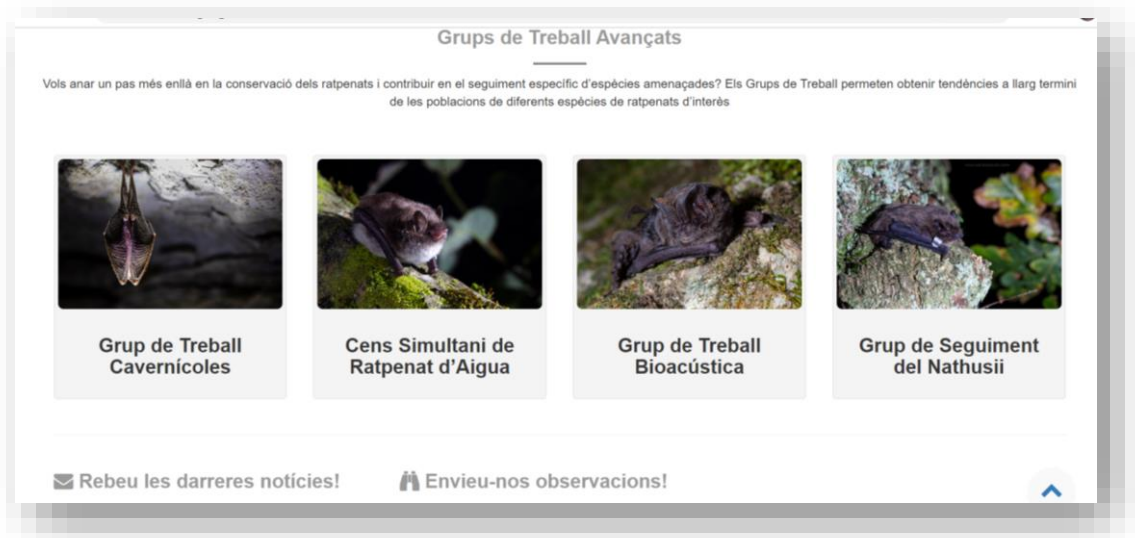 Grups de Treball Avançats
Vols anar un pas més enllà en la conservació dels ratpenats i contribuir en el seguiment específic d'espècies amenaçades? Els Grups de Treball permeten obtenir tendències a llarg termini
de les poblacions de diferents espècies de ratpenats d'interès
Grup de Treball
Cavernícoles
Cens Simultani de
Ratpenat d'Aigua
Grup de Treball
Bioacústica
Grup de Seguiment
del Nathusii
Rebeu les darreres notícies!
Envieu-nos observacions!